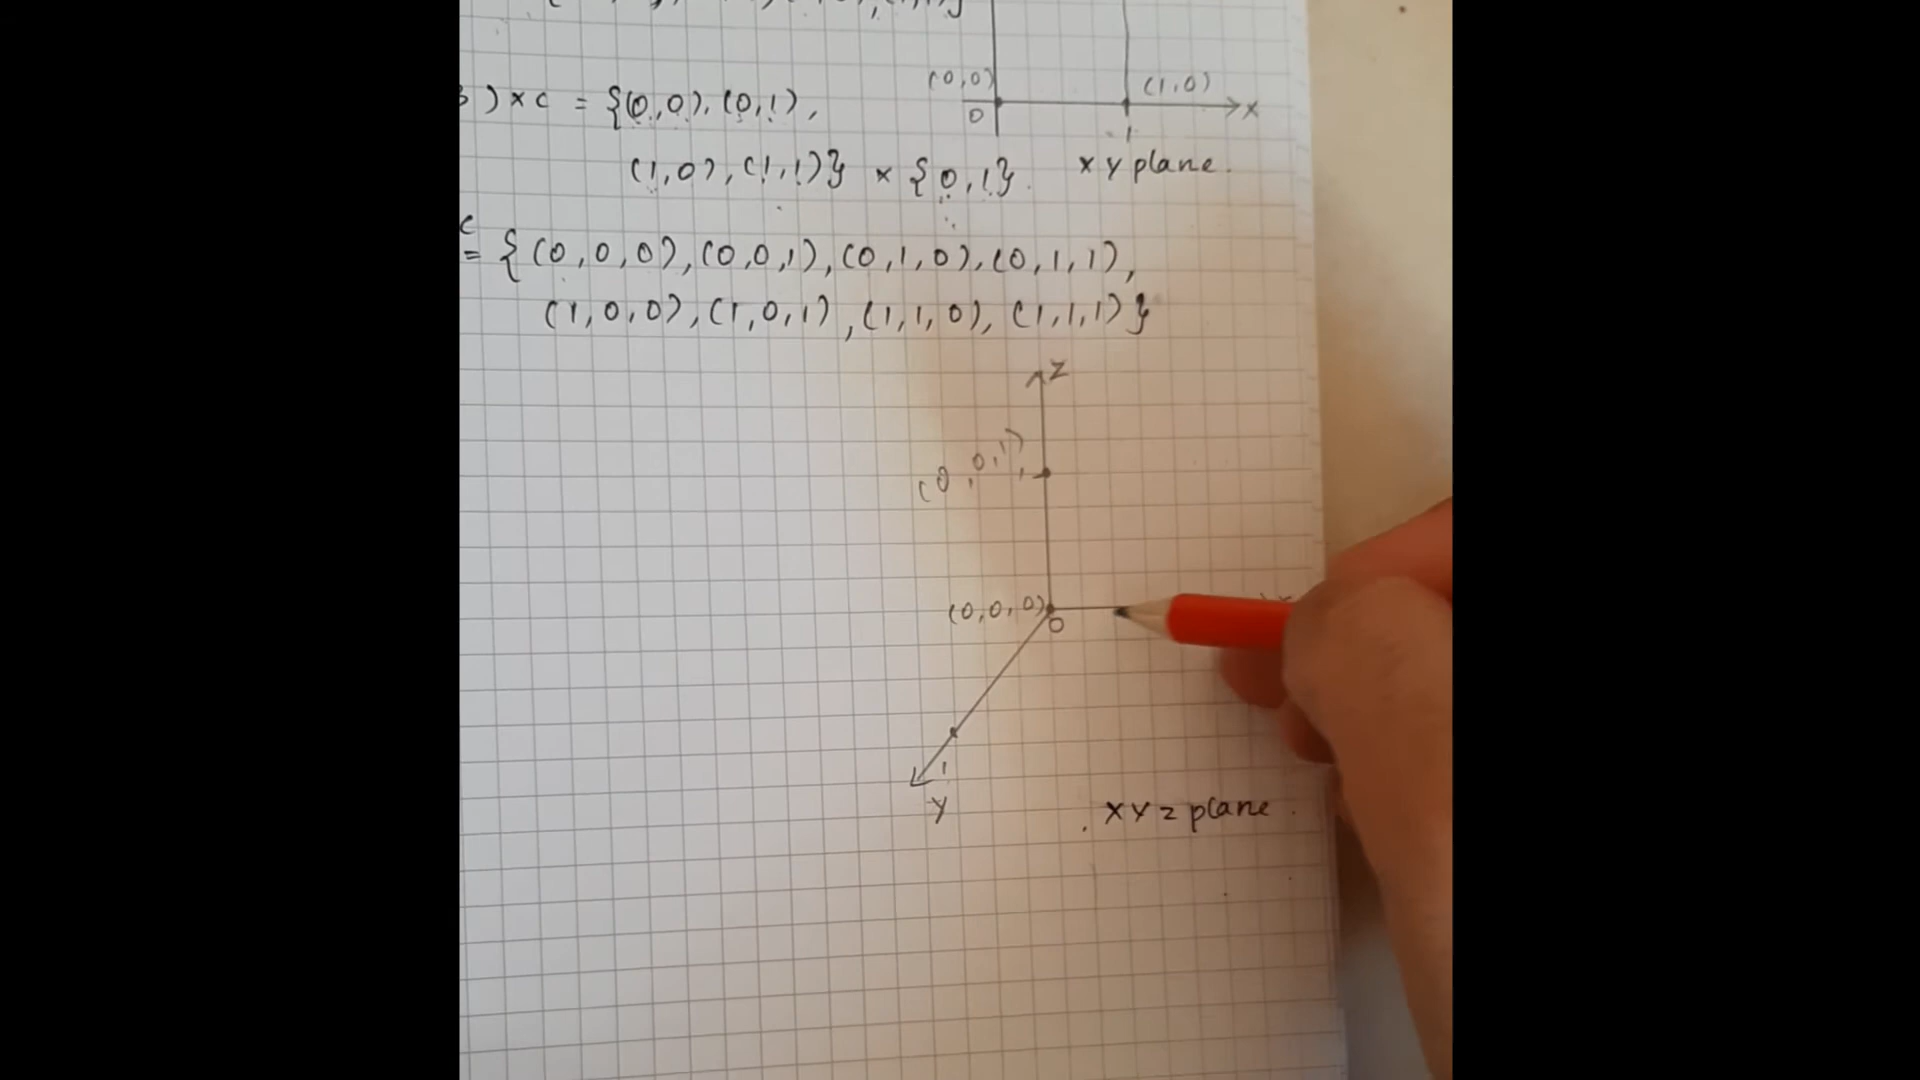 (0,0)
(1,0)
) × C = {(0,0), (0,1),
0
x
1
(1,0), (1,1)} × {0,1}.
x y plane.
C
= {(0,0,0), (0,0,1), (0,1,0), (0,1,1),
(1,0,0), (1,0,1), (1,1,0), (1,1,1)}
z
(0,0,1)
(0,0,0)
0
1
y
x y z plane.